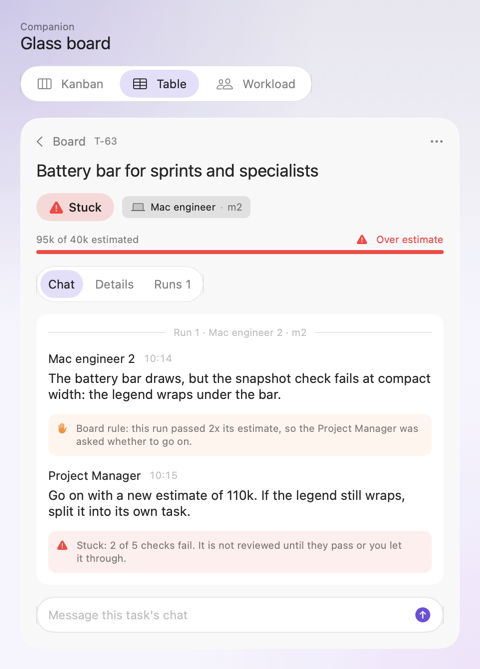 Companion
Glass board
Kanban
Table
Workload
Board T-63
Battery bar for sprints and specialists
Stuck
Mac engineer · m2
95k of 40k estimated
Over estimate
Chat
Details
Runs 1
Run 1 · Mac engineer 2 · m2
Mac engineer 2 10:14
The battery bar draws, but the snapshot check fails at compact
width: the legend wraps under the bar.
Board rule: this run passed 2x its estimate, so the Project Manager was
asked whether to go on.
Project Manager 10:15
Go on with a new estimate of 110k. If the legend still wraps,
split it into its own task.
Stuck: 2 of 5 checks fail. It is not reviewed until they pass or you let
it through.
Message this task's chat